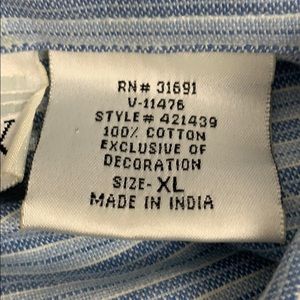 RN# 31691
V-11476
STYLE# 421439
100% COTTON
EXCLUSIVE OF
DECORATION
SIZE- XL
MADE IN INDIA